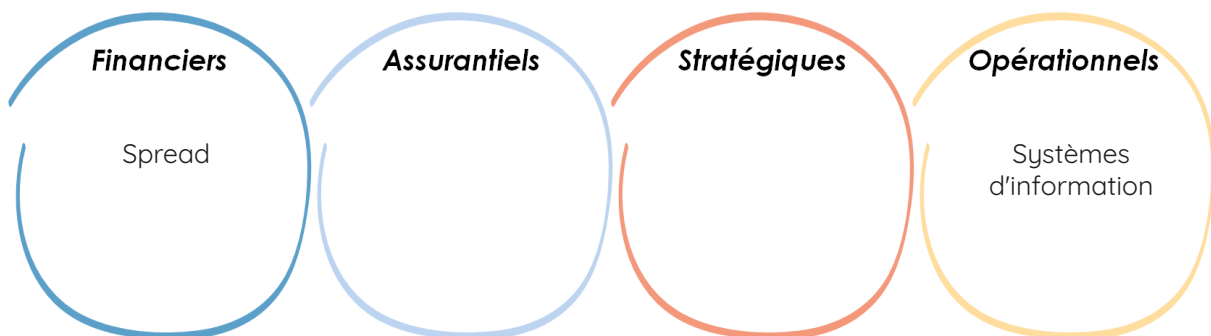 Financiers
Assurantiels
Stratégiques
Opérationnels
Spread
Systèmes
d'information